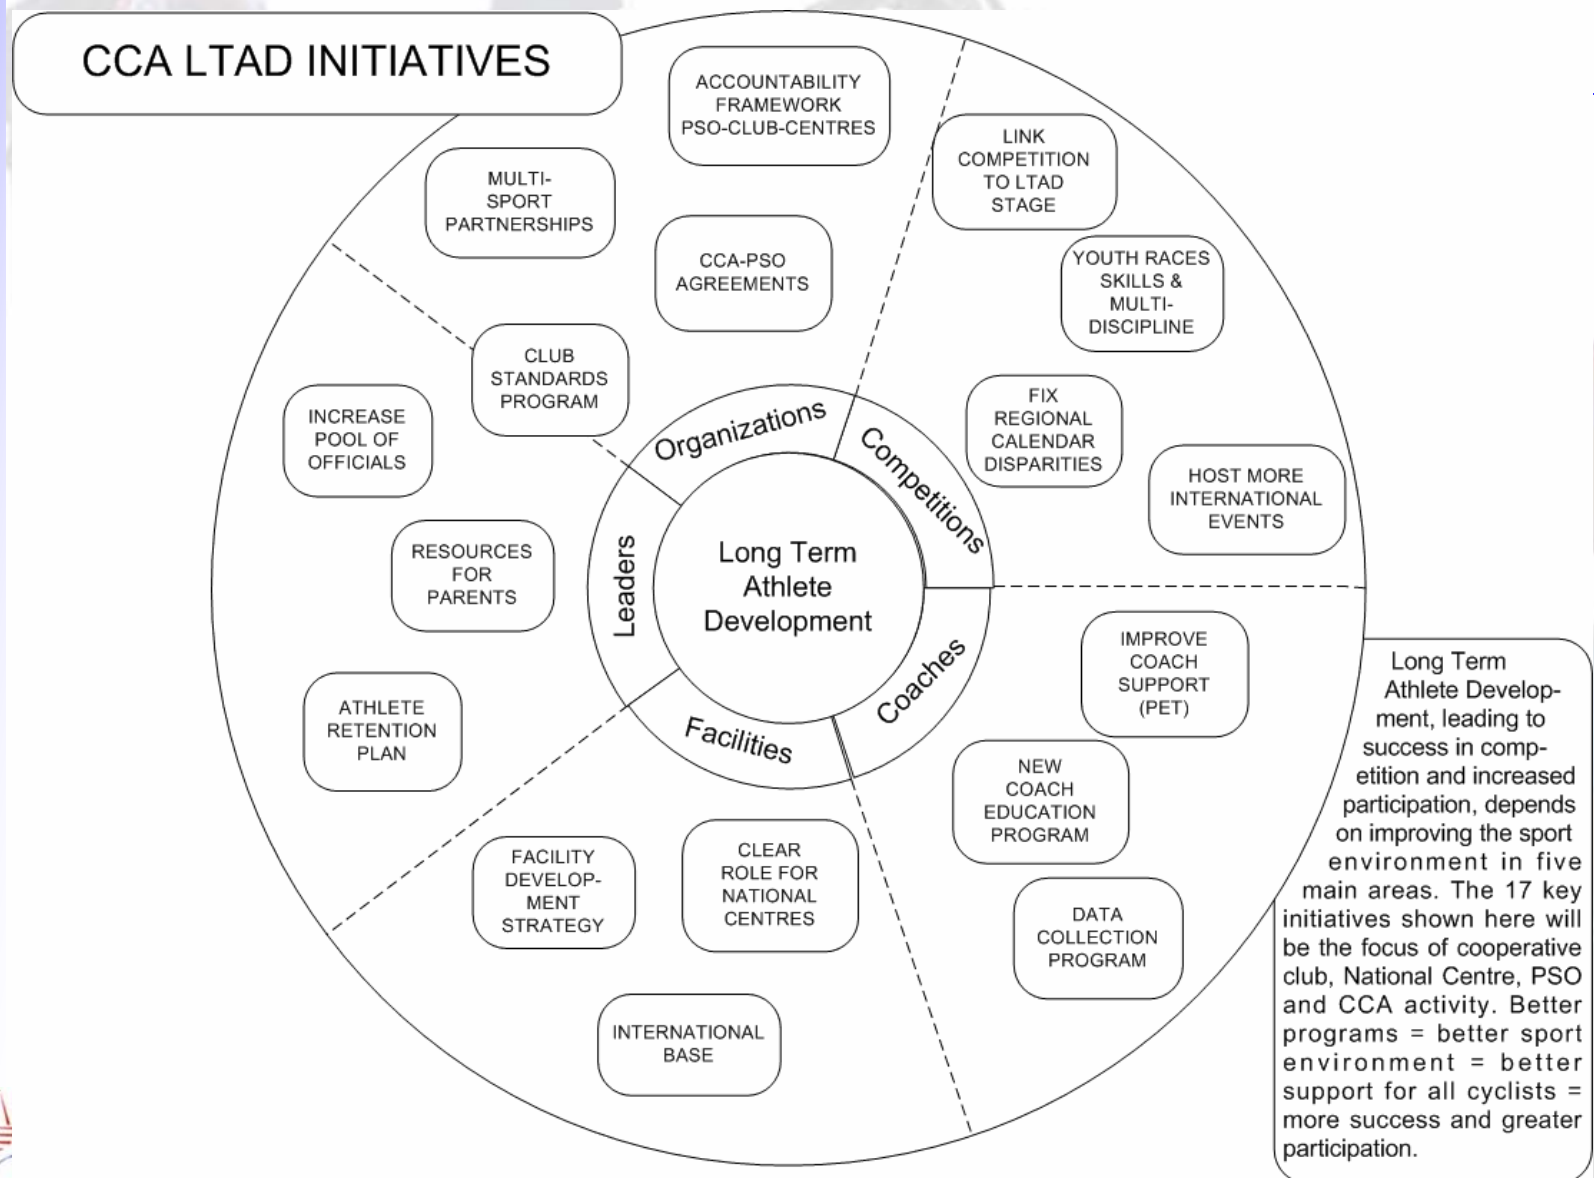 CCA LTAD INITIATIVES
ACCOUNTABILITY
FRAMEWORK
PSO-CLUB-CENTRES
MULTI-
SPORT
PARTNERSHIPS
CCA-PSO
AGREEMENTS
CLUB
STANDARDS
PROGRAM
LINK
COMPETITION
TO LTAD
STAGE
YOUTH RACES
SKILLS &
MULTI-
DISCIPLINE
FIX
REGIONAL
CALENDAR
DISPARITIES
HOST MORE
INTERNATIONAL
EVENTS
INCREASE
POOL OF
OFFICIALS
RESOURCES
FOR
PARENTS
ATHLETE
RETENTION
PLAN
Organizations
Competitions
Leaders
Long Term
Athlete
Development
Coaches
Facilities
IMPROVE
COACH
SUPPORT
(PET)
NEW
COACH
EDUCATION
PROGRAM
DATA
COLLECTION
PROGRAM
FACILITY
DEVELOP-
MENT
STRATEGY
CLEAR
ROLE FOR
NATIONAL
CENTRES
INTERNATIONAL
BASE
Long Term
Athlete Develop-
ment, leading to
success in comp-
etition and increased
participation, depends
on improving the sport
environment in five
main areas. The 17 key
initiatives shown here will
be the focus of cooperative
club, National Centre, PSO
and CCA activity. Better
programs = better sport
environment = better
support for all cyclists =
more success and greater
participation.